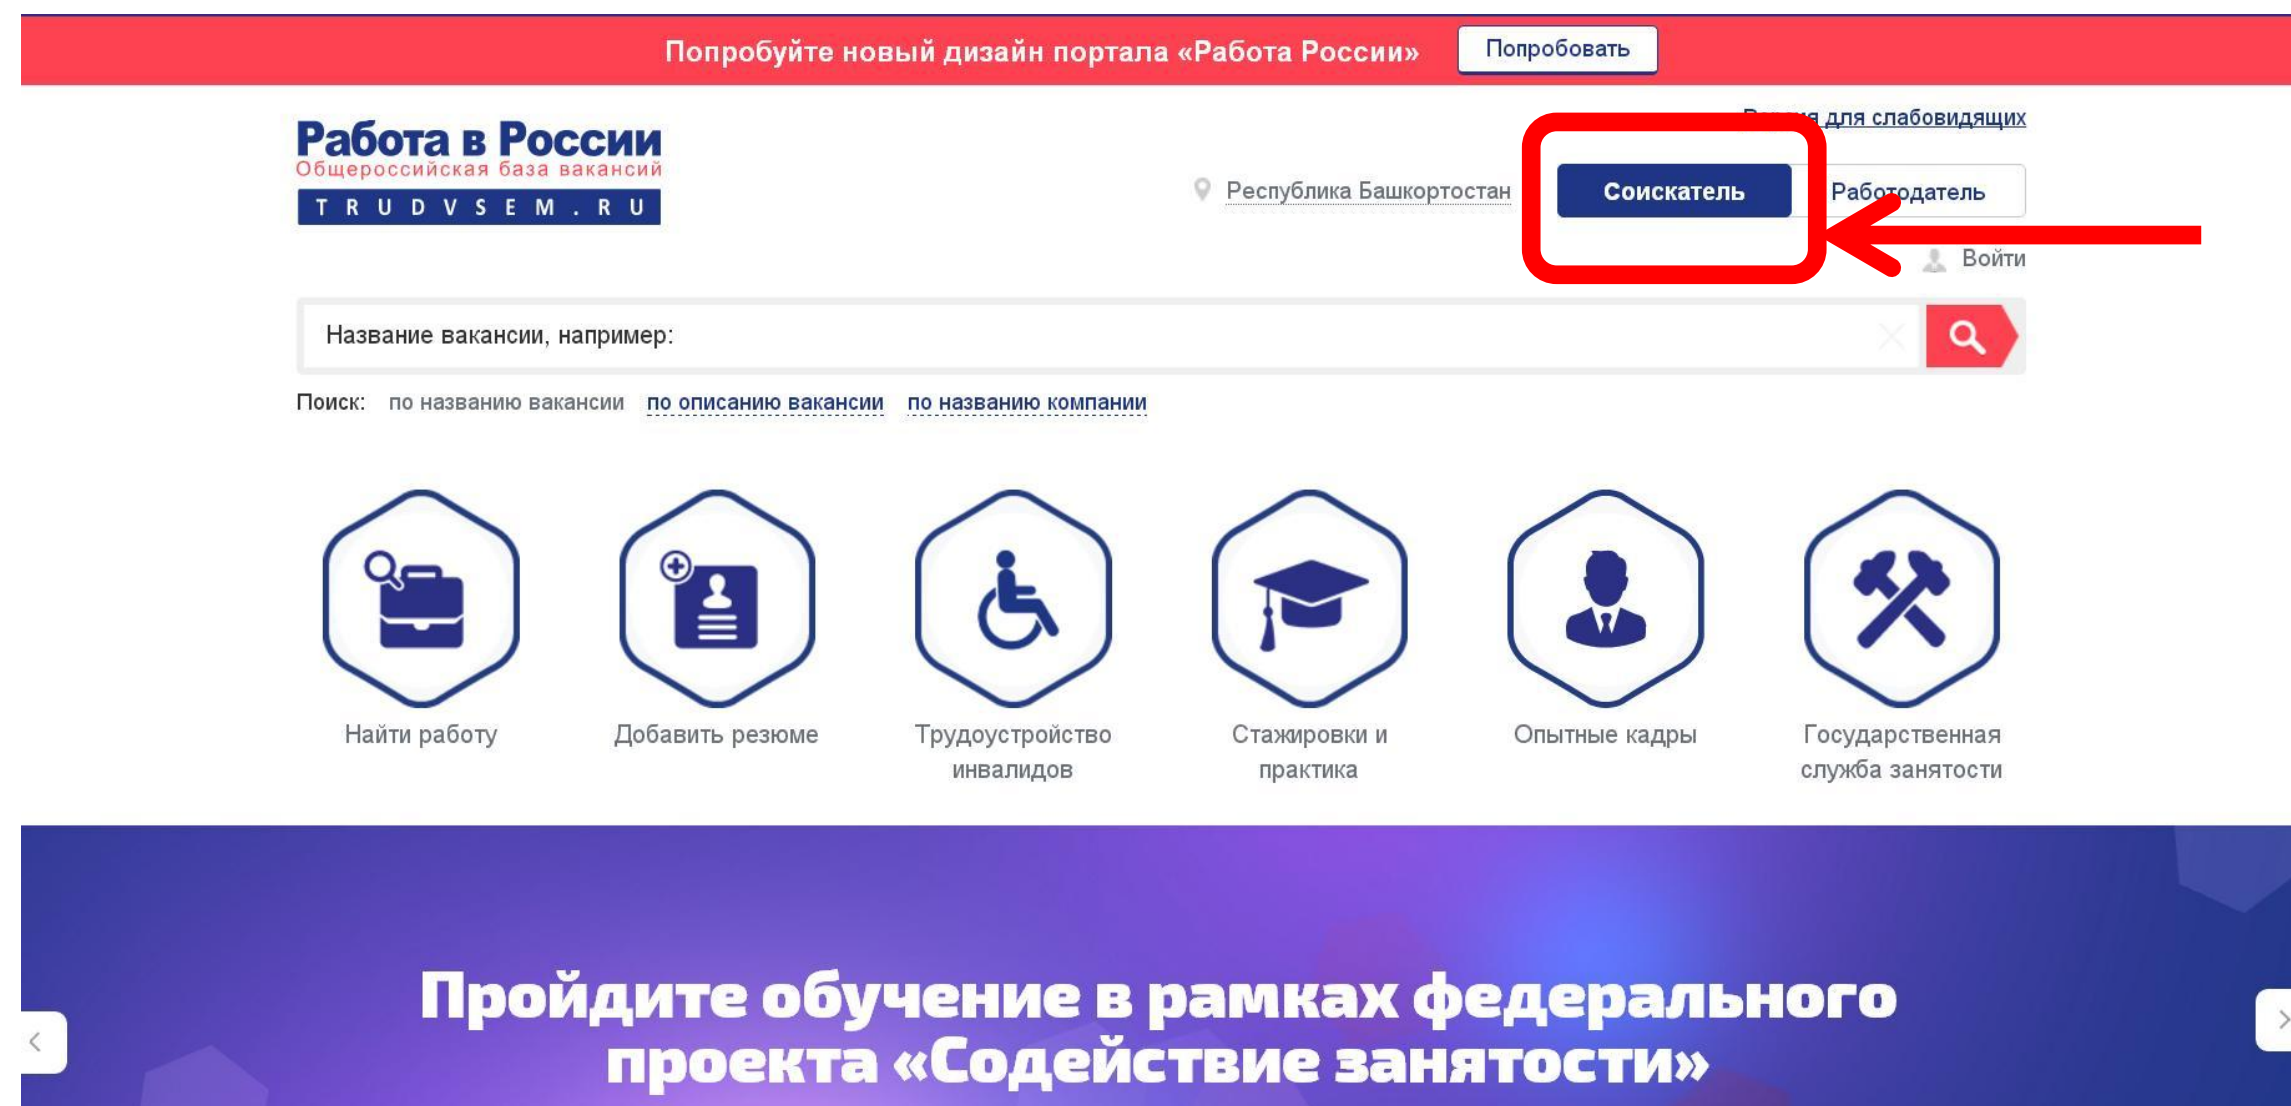 Попробуйте новый дизайн портала «Работа России» Попробовать
для слабовидящих
Работа в России
Общероссийская база вакансий
TRUDVSEM.RU
Республика Башкортостан Соискатель Работодатель
Войти
Название вакансии, например:
Поиск: по названию вакансии по описанию вакансии по названию компании
Найти работу Добавить резюме Трудоустройство инвалидов Стажировки и практика Опытные кадры Государственная служба занятости
Пройдите обучение в рамках федерального
проекта «Содействие занятости»